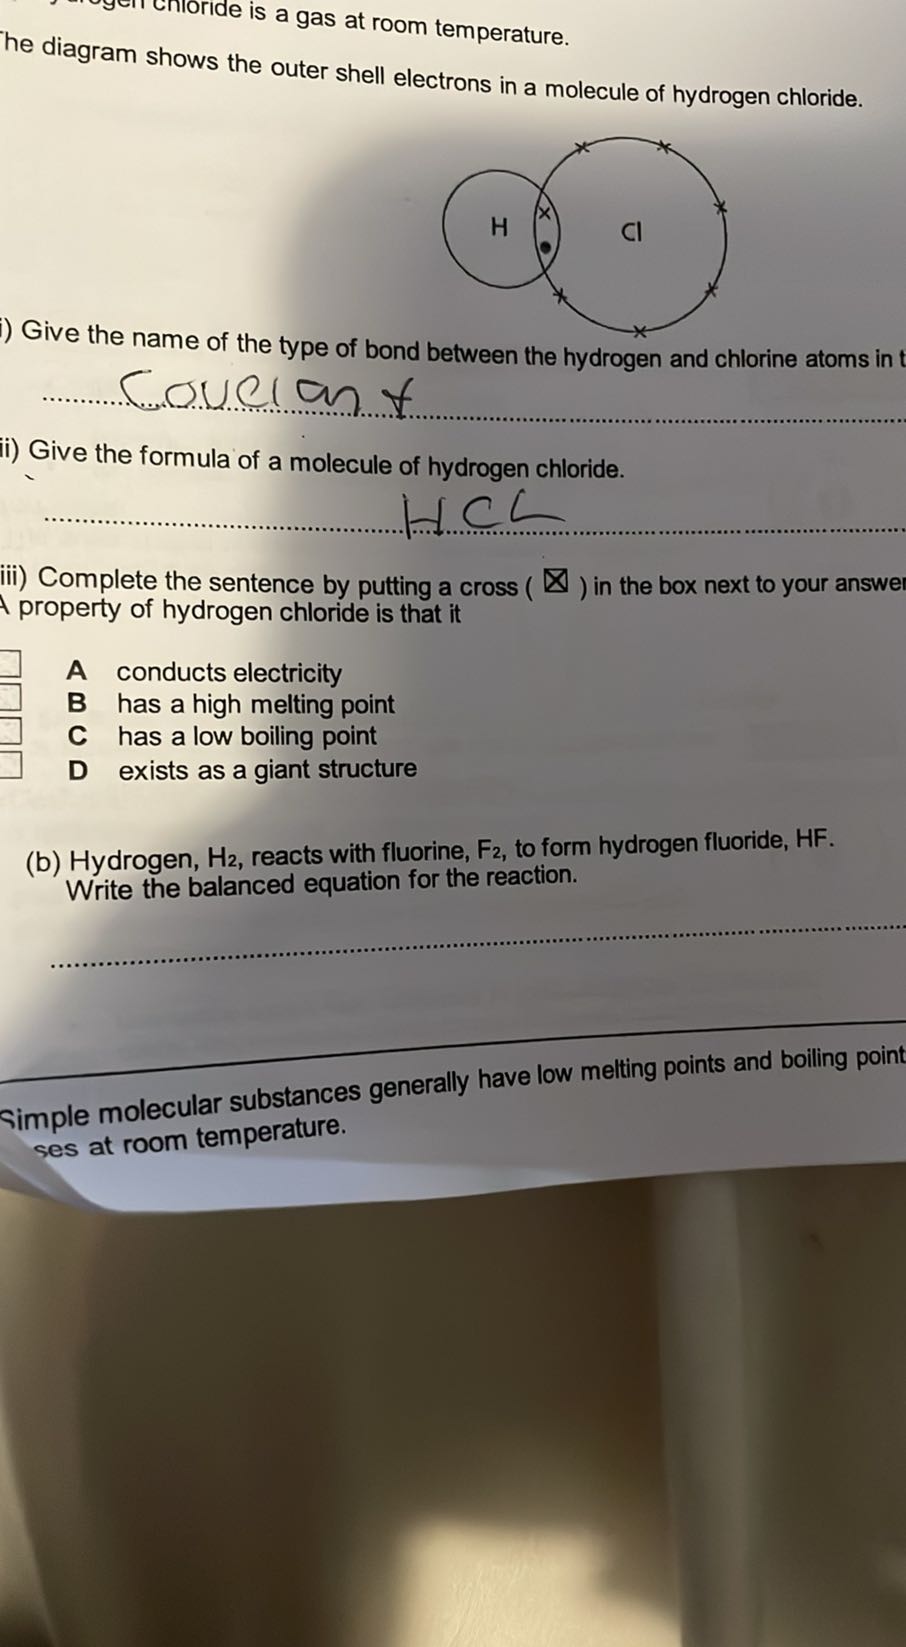 chloride is a gas at room temperature.
The diagram shows the outer shell electrons in a molecule of hydrogen chloride.
H Cl
i) Give the name of the type of bond between the hydrogen and chlorine atoms in t
Couelant
ii) Give the formula of a molecule of hydrogen chloride.
HCL
iii) Complete the sentence by putting a cross ( ☒ ) in the box next to your answer
A property of hydrogen chloride is that it
A conducts electricity
B has a high melting point
C has a low boiling point
D exists as a giant structure
(b) Hydrogen, H₂, reacts with fluorine, F₂, to form hydrogen fluoride, HF.
Write the balanced equation for the reaction.
Simple molecular substances generally have low melting points and boiling point
ses at room temperature.